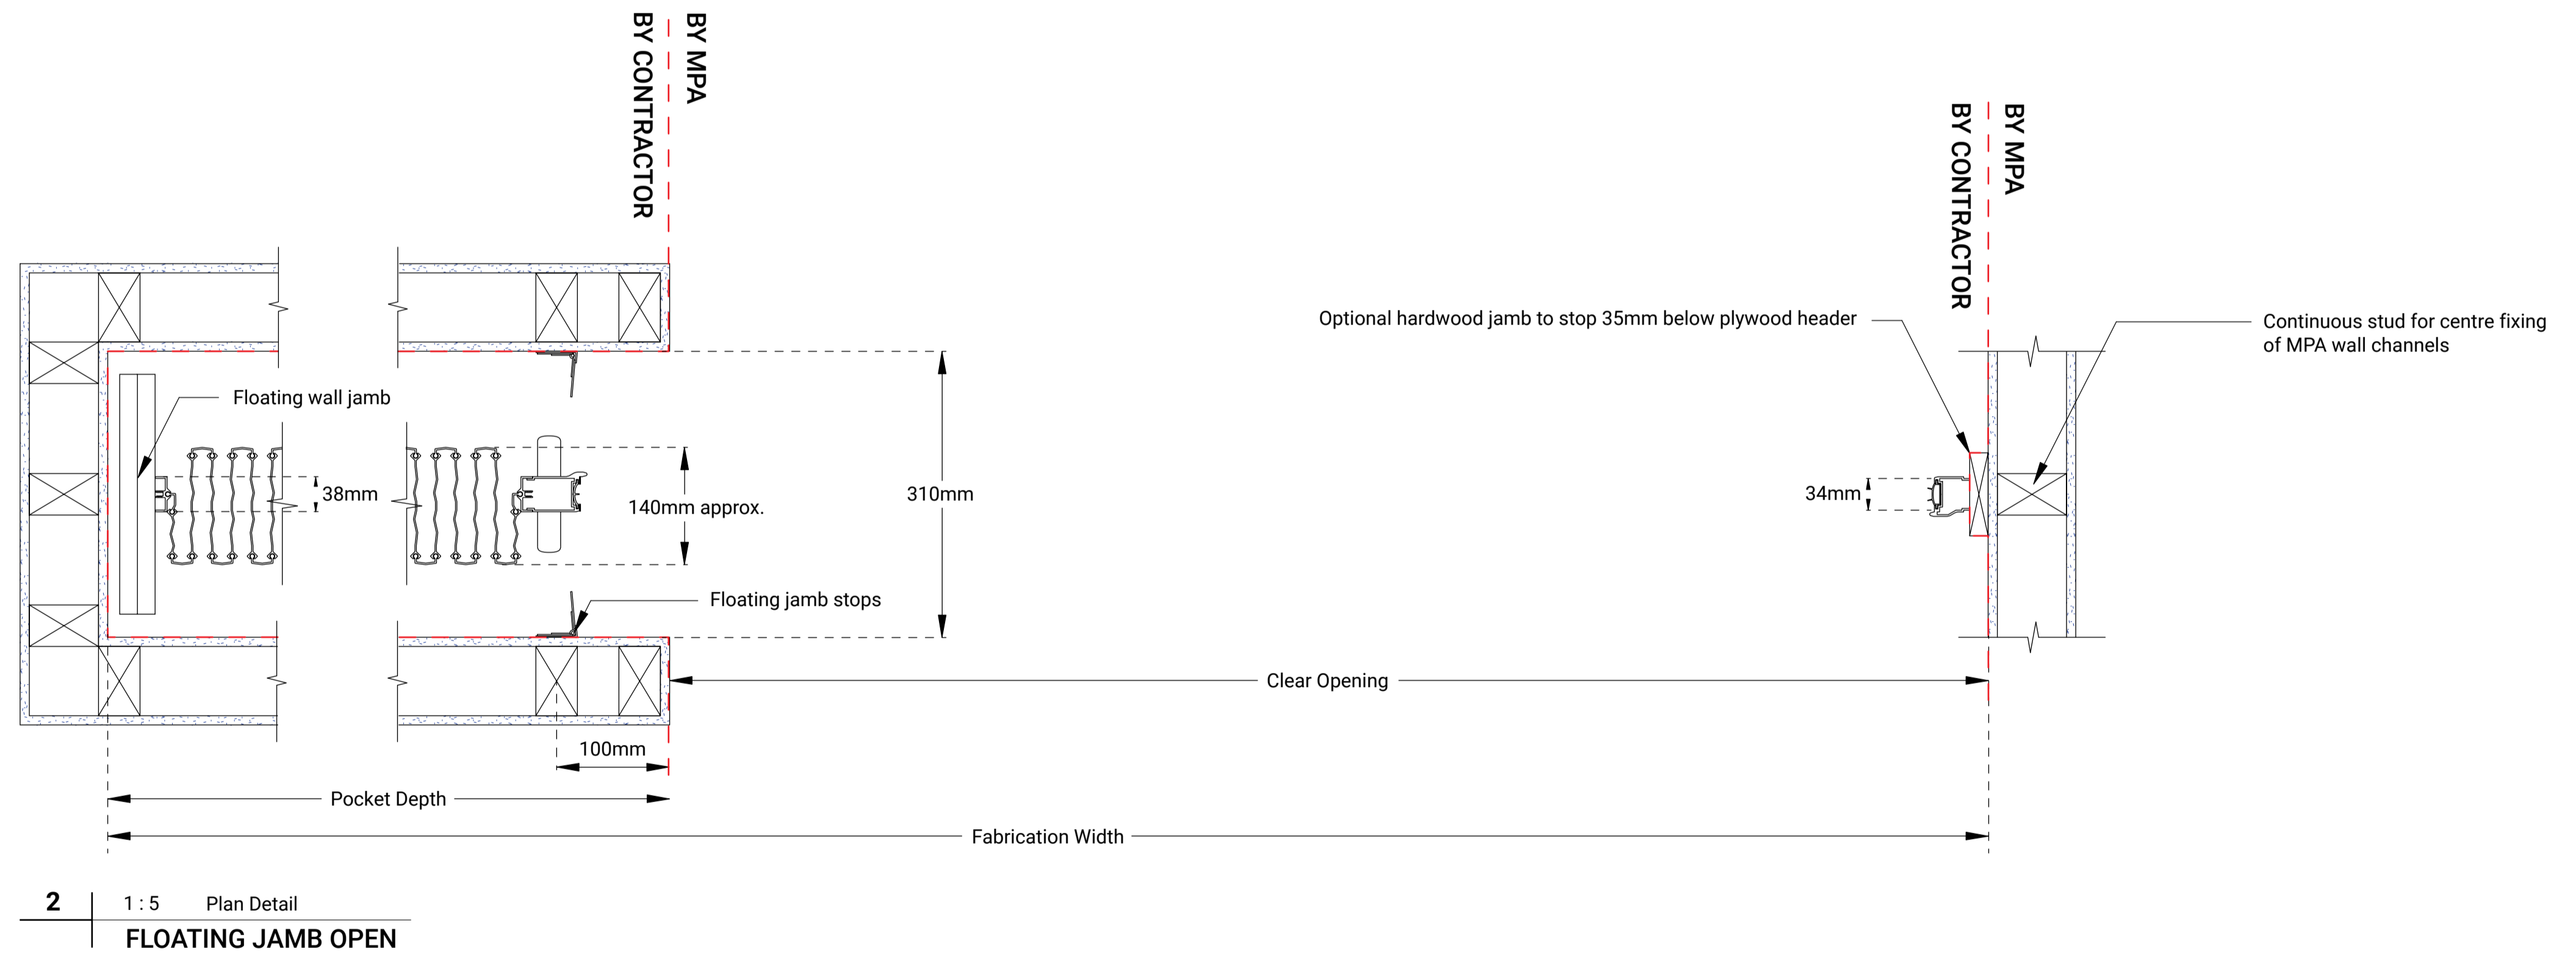 BY MPA
BY CONTRACTOR
BY MPA
BY CONTRACTOR
Optional hardwood jamb to stop 35mm below plywood header
Continuous stud for centre fixing
of MPA wall channels
Floating wall jamb
38mm
140mm approx.
310mm
34mm
Floating jamb stops
Clear Opening
100mm
Pocket Depth
Fabrication Width
2
1 : 5 Plan Detail
FLOATING JAMB OPEN